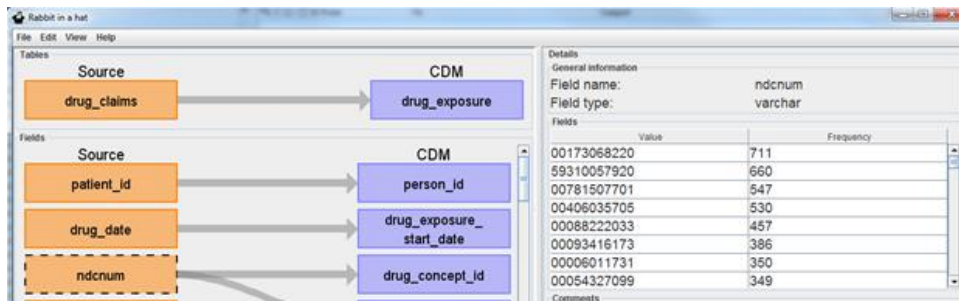 Rabbit in a hat
File Edit View Help
Tables
Source CDM
drug_claims drug_exposure
Fields
Source CDM
patient_id person_id
drug_date drug_exposure_
start_date
ndcnum drug_concept_id
Details
General information
Field name: ndcnum
Field type: varchar
Fields
Value Frequency
00173068220 711
59310057920 660
00781507701 547
00406035705 530
00088222033 457
00093416173 386
00006011731 350
00054327099 349
Comments